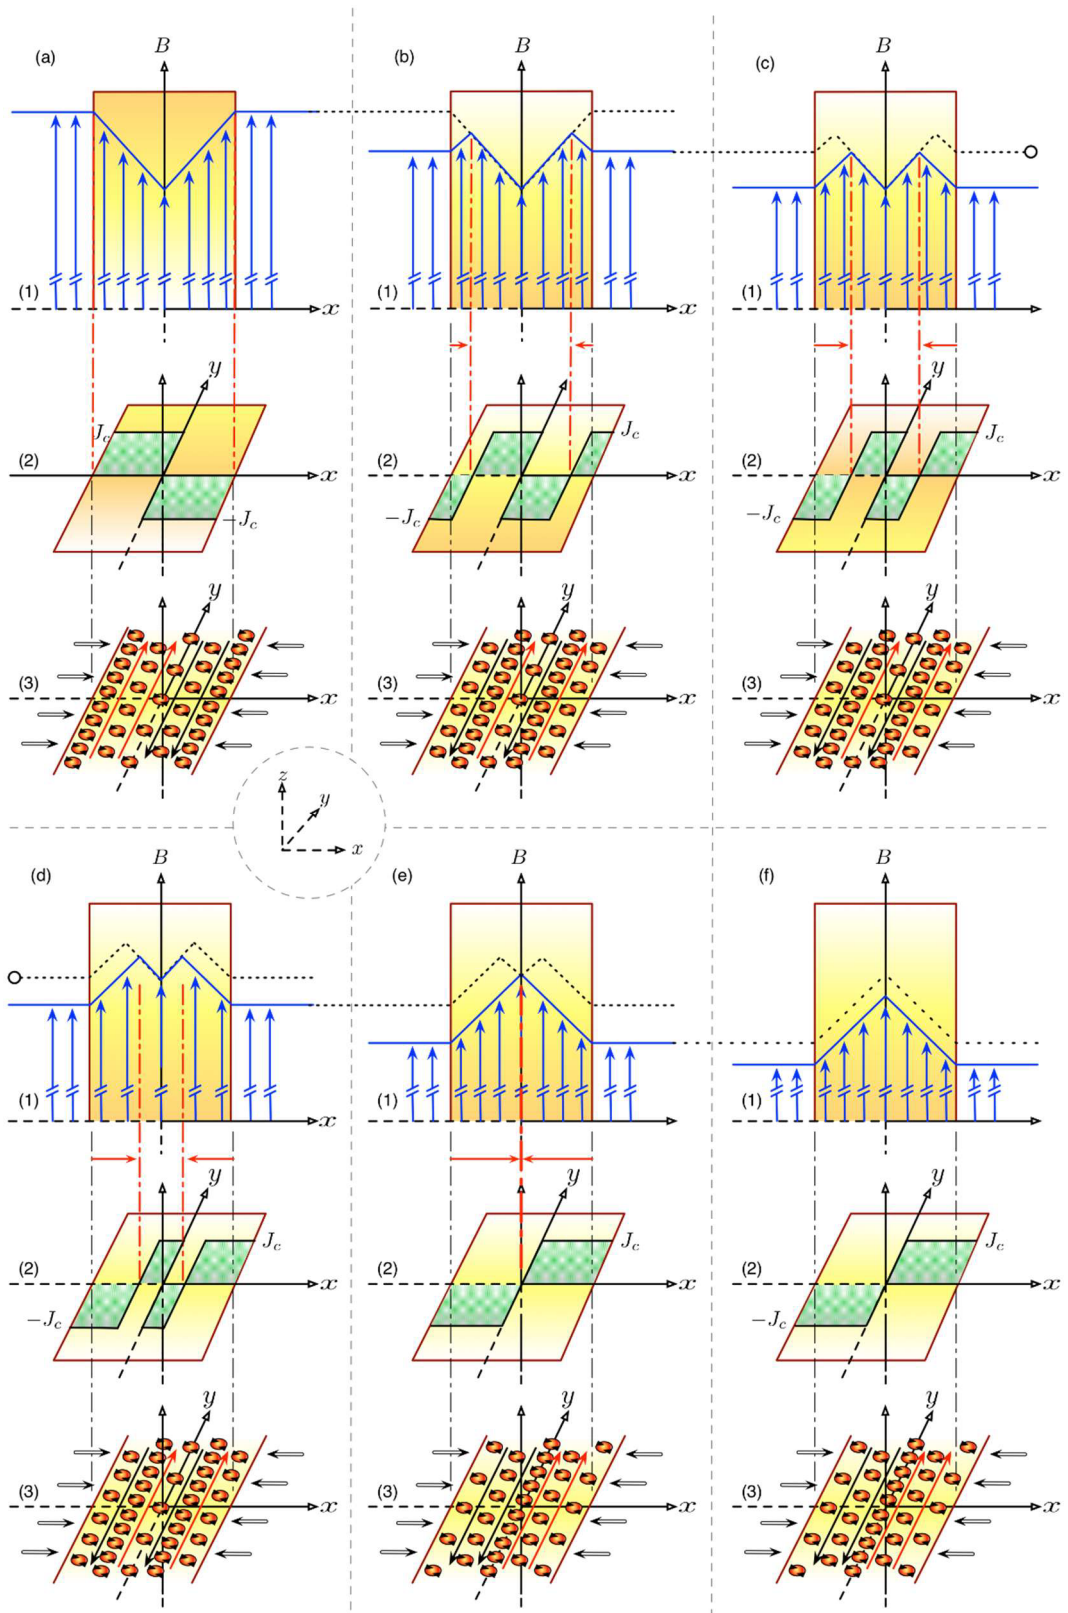 (a) B (b) B (c) B
(1) x (1) x (1) x
y y y
J_c J_c J_c
(2) x (2) x (2) x
-J_c -J_c -J_c
y y y
(3) x (3) x (3) x
z
y
x
(d) B (e) B (f) B
(1) x (1) x (1) x
y y y
J_c J_c J_c
(2) x (2) x (2) x
-J_c -J_c
y y y
(3) x (3) x (3) x